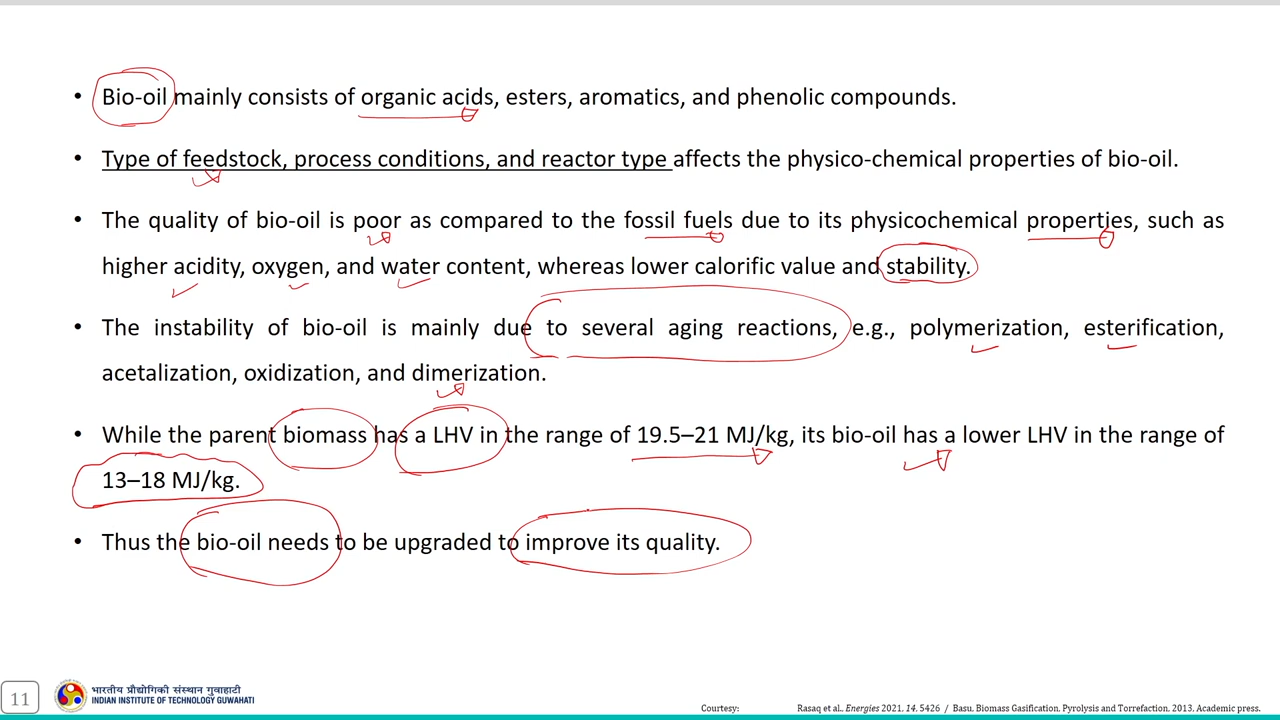 • Bio-oil mainly consists of organic acids, esters, aromatics, and phenolic compounds.
• Type of feedstock, process conditions, and reactor type affects the physico-chemical properties of bio-oil.
• The quality of bio-oil is poor as compared to the fossil fuels due to its physicochemical properties, such as
higher acidity, oxygen, and water content, whereas lower calorific value and stability.
• The instability of bio-oil is mainly due to several aging reactions, e.g., polymerization, esterification,
acetalization, oxidization, and dimerization.
• While the parent biomass has a LHV in the range of 19.5–21 MJ/kg, its bio-oil has a lower LHV in the range of
13–18 MJ/kg.
• Thus the bio-oil needs to be upgraded to improve its quality.
11
भारतीय प्रौद्योगिकी संस्थान गुवाहाटी
INDIAN INSTITUTE OF TECHNOLOGY GUWAHATI
Courtesy: Rasaq et al., Energies 2021, 14, 5426 / Basu, Biomass Gasification, Pyrolysis and Torrefaction, 2013, Academic press.